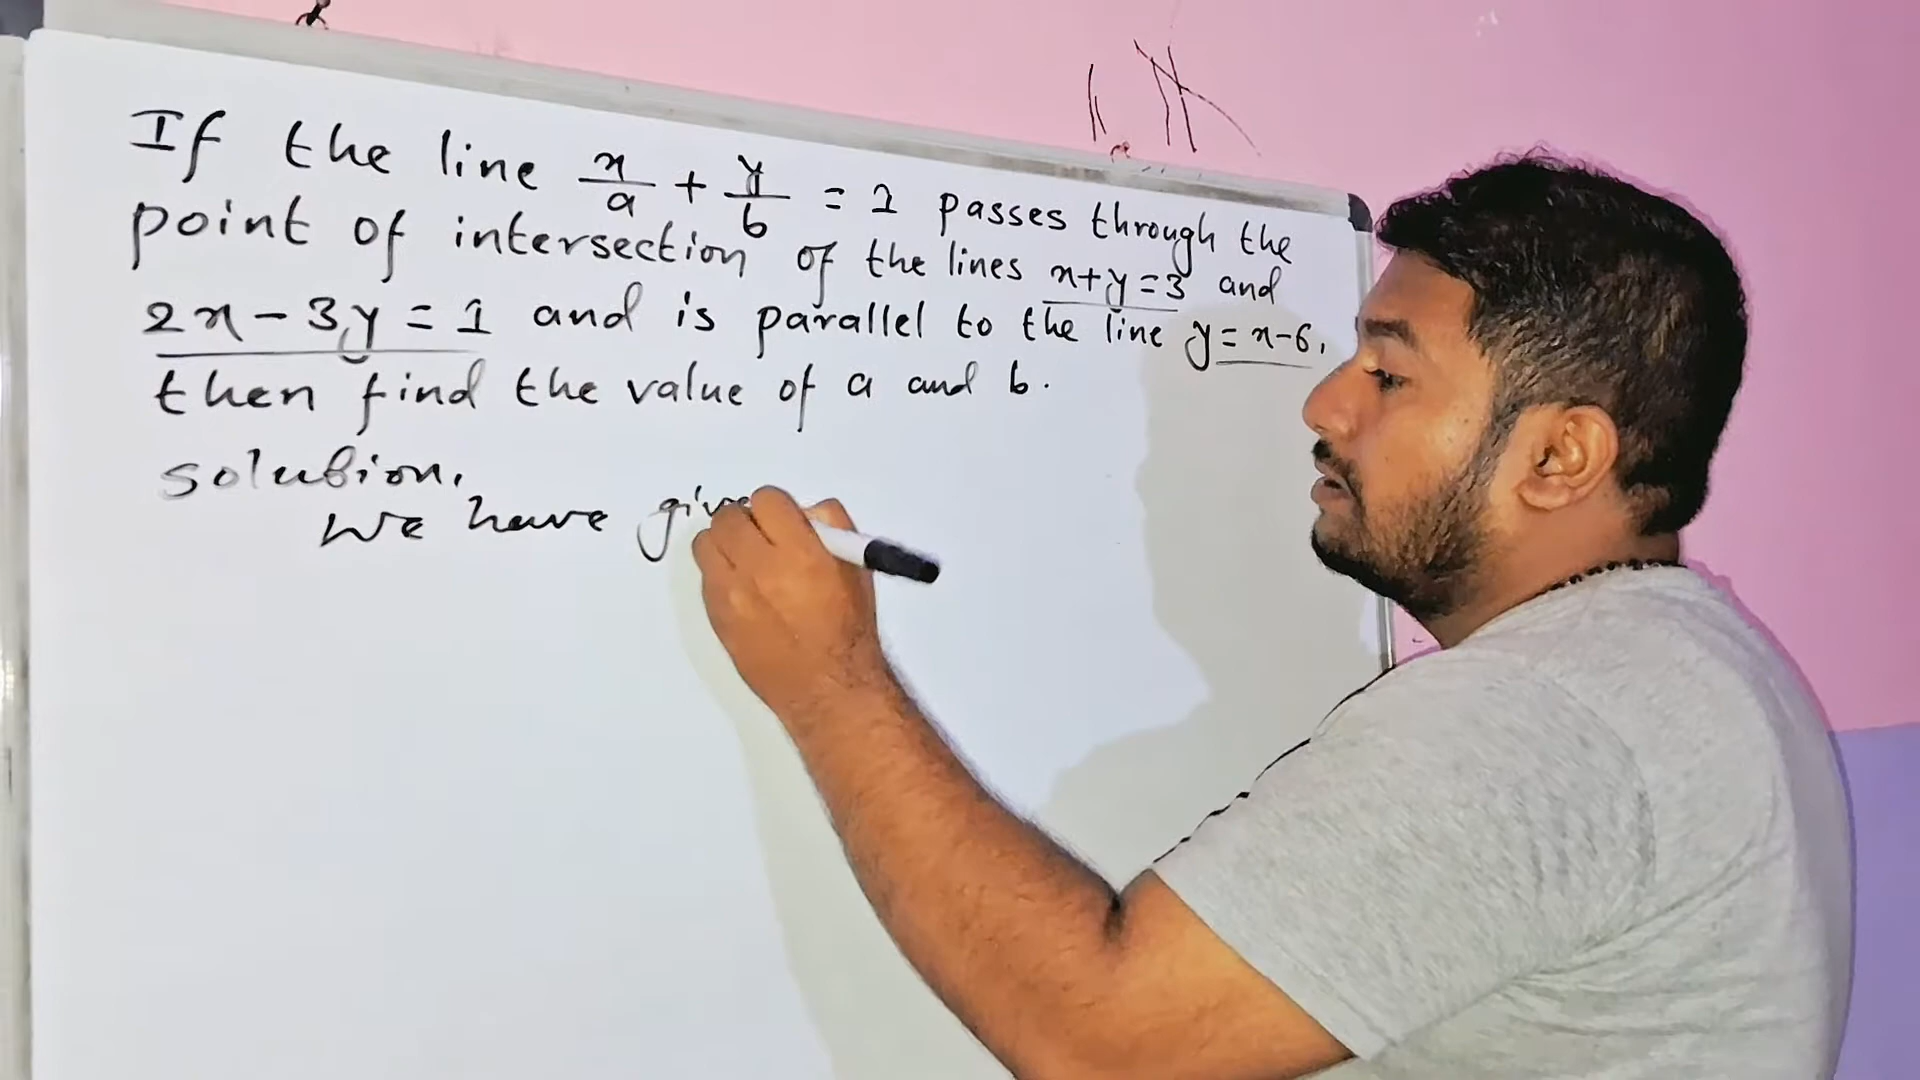 If the line x/a + y/b = 1 passes through the
point of intersection of the lines x+y=3 and
2x-3y=1 and is parallel to the line y=x-6,
then find the value of a and b.
solution.
We have